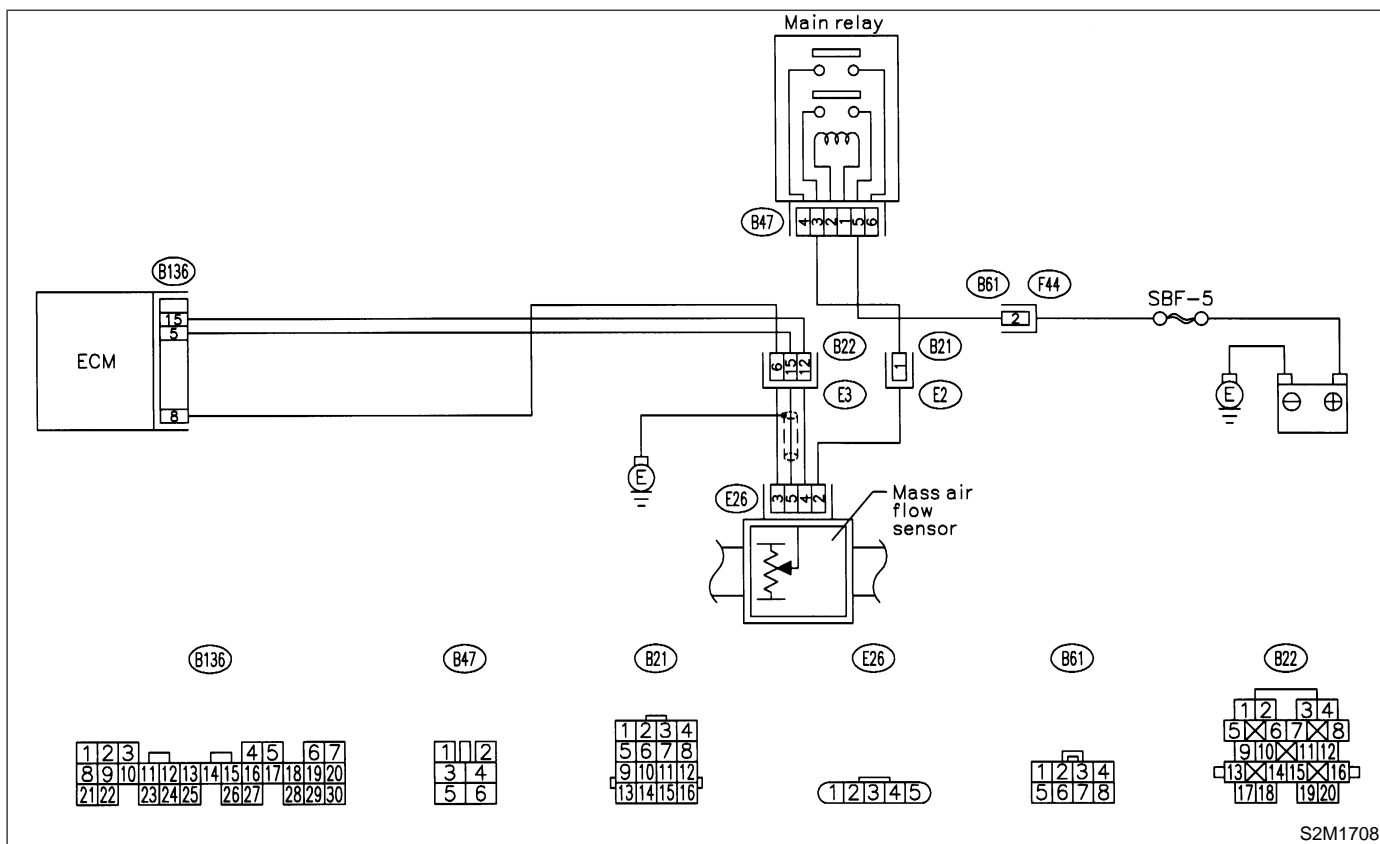 Main relay
B47
4 3 2 1 5 6
B136
B61 F44
SBF-5
15
5
2
ECM
B22 B21
6 15 12
1
E
⊖ ⊕
E3 E2
8
E
E26
3 5 4 2
Mass air
flow
sensor
B136 B47 B21 E26 B61 B22
B136
1 2 3 4 5 6 7
8 9 10 11 12 13 14 15 16 17 18 19 20
21 22 23 24 25 26 27 28 29 30
1 2
3 4
5 6
1 2 3 4
5 6 7 8
9 10 11 12
13 14 15 16
1 2 3 4 5
1 2 3 4
5 6 7 8
1 2 3 4
5 6 7 8
9 10 11 12
13 14 15 16
17 18 19 20
S2M1708